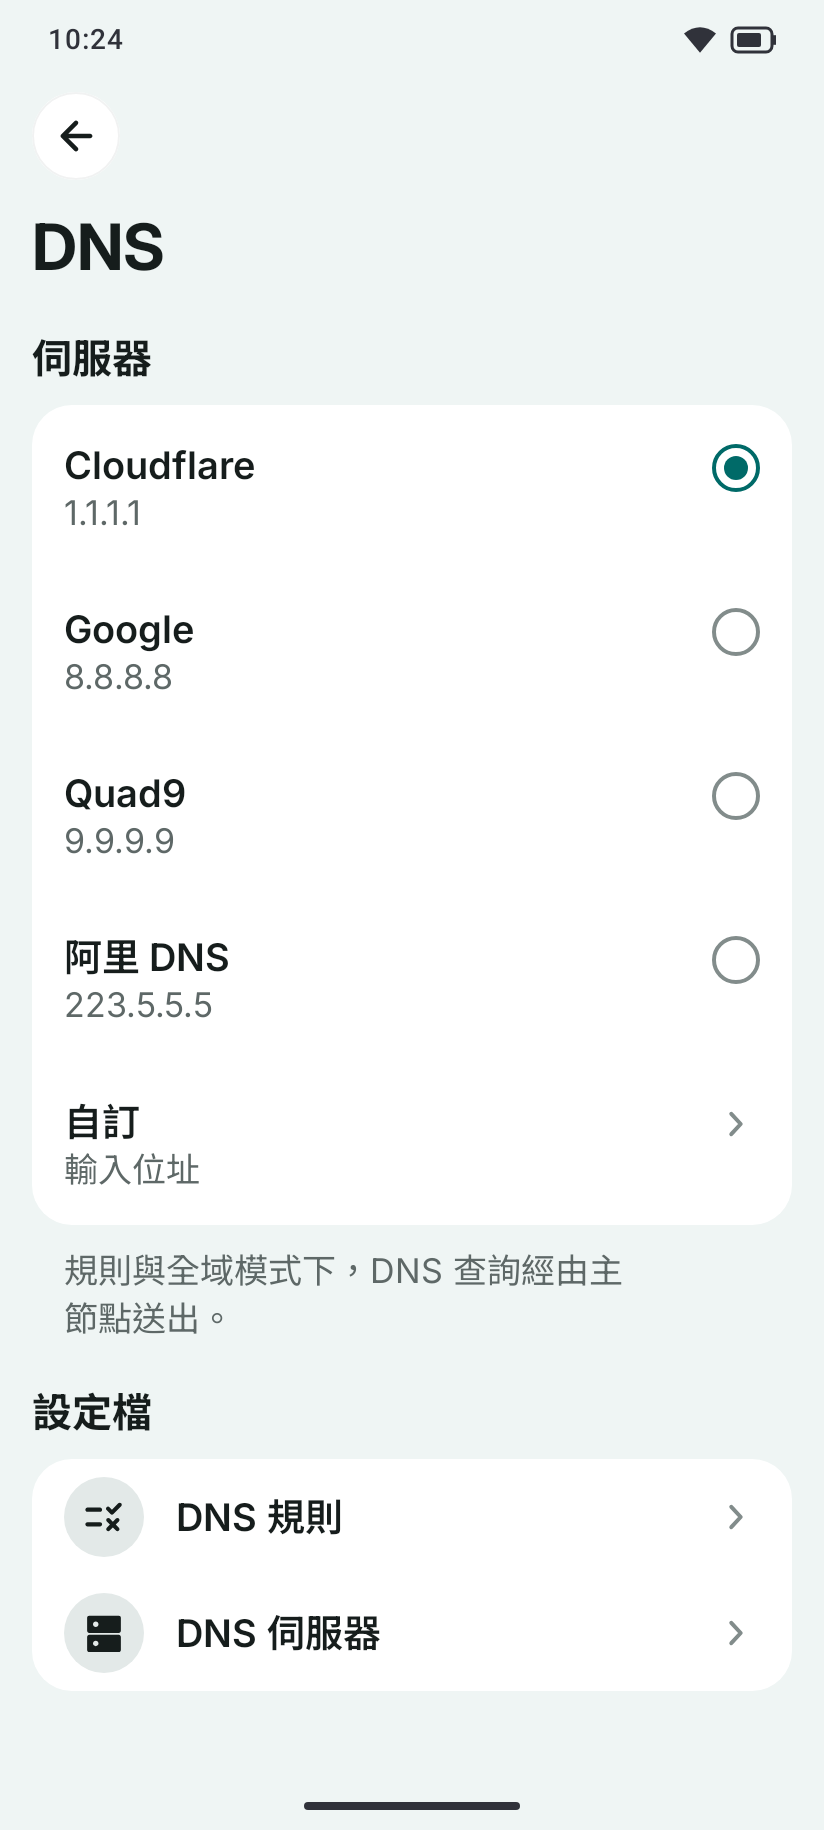 10:24
DNS
伺服器
Cloudflare
1.1.1.1
Google
8.8.8.8
Quad9
9.9.9.9
阿里 DNS
223.5.5.5
自訂
輸入位址
規則與全域模式下，DNS 查詢經由主
節點送出。
設定檔
DNS 規則
DNS 伺服器